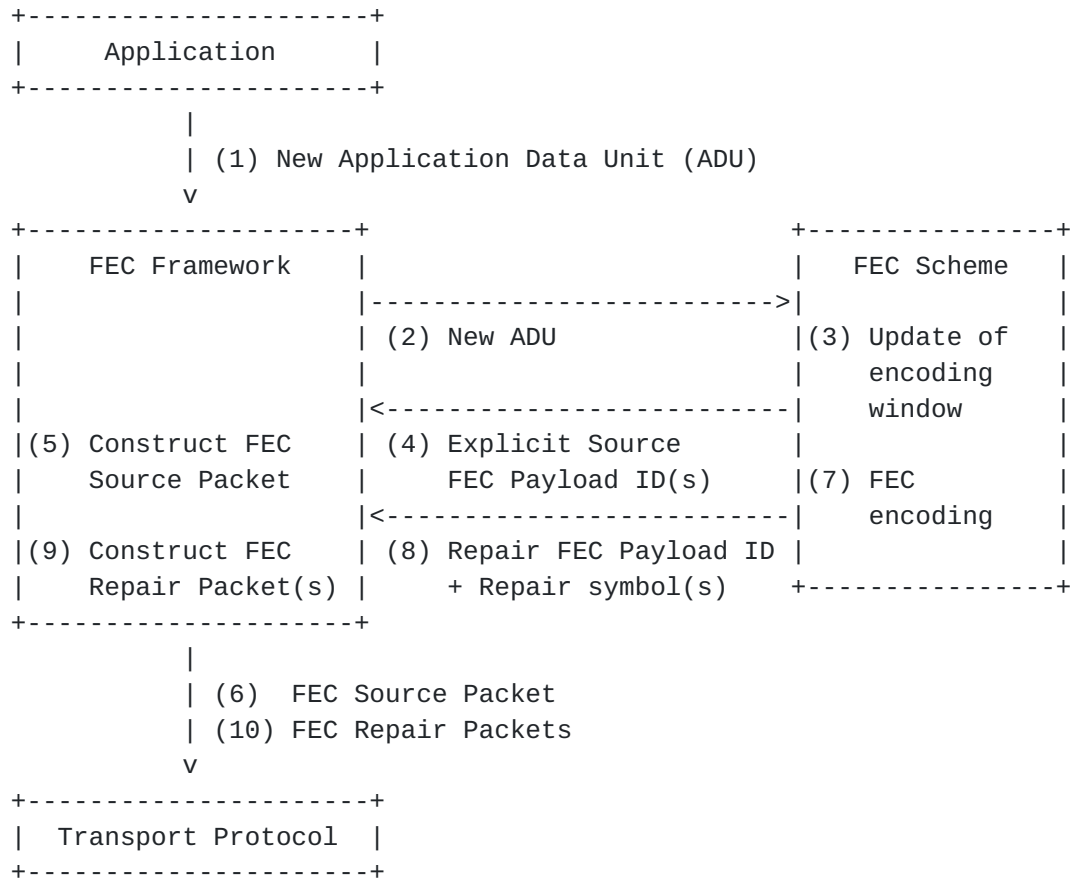 Application
(1) New Application Data Unit (ADU)
FEC Framework FEC Scheme
(2) New ADU (3) Update of
encoding
window
(5) Construct FEC (4) Explicit Source
Source Packet FEC Payload ID(s) (7) FEC
encoding
(9) Construct FEC (8) Repair FEC Payload ID
Repair Packet(s) + Repair symbol(s)
(6) FEC Source Packet
(10) FEC Repair Packets
Transport Protocol